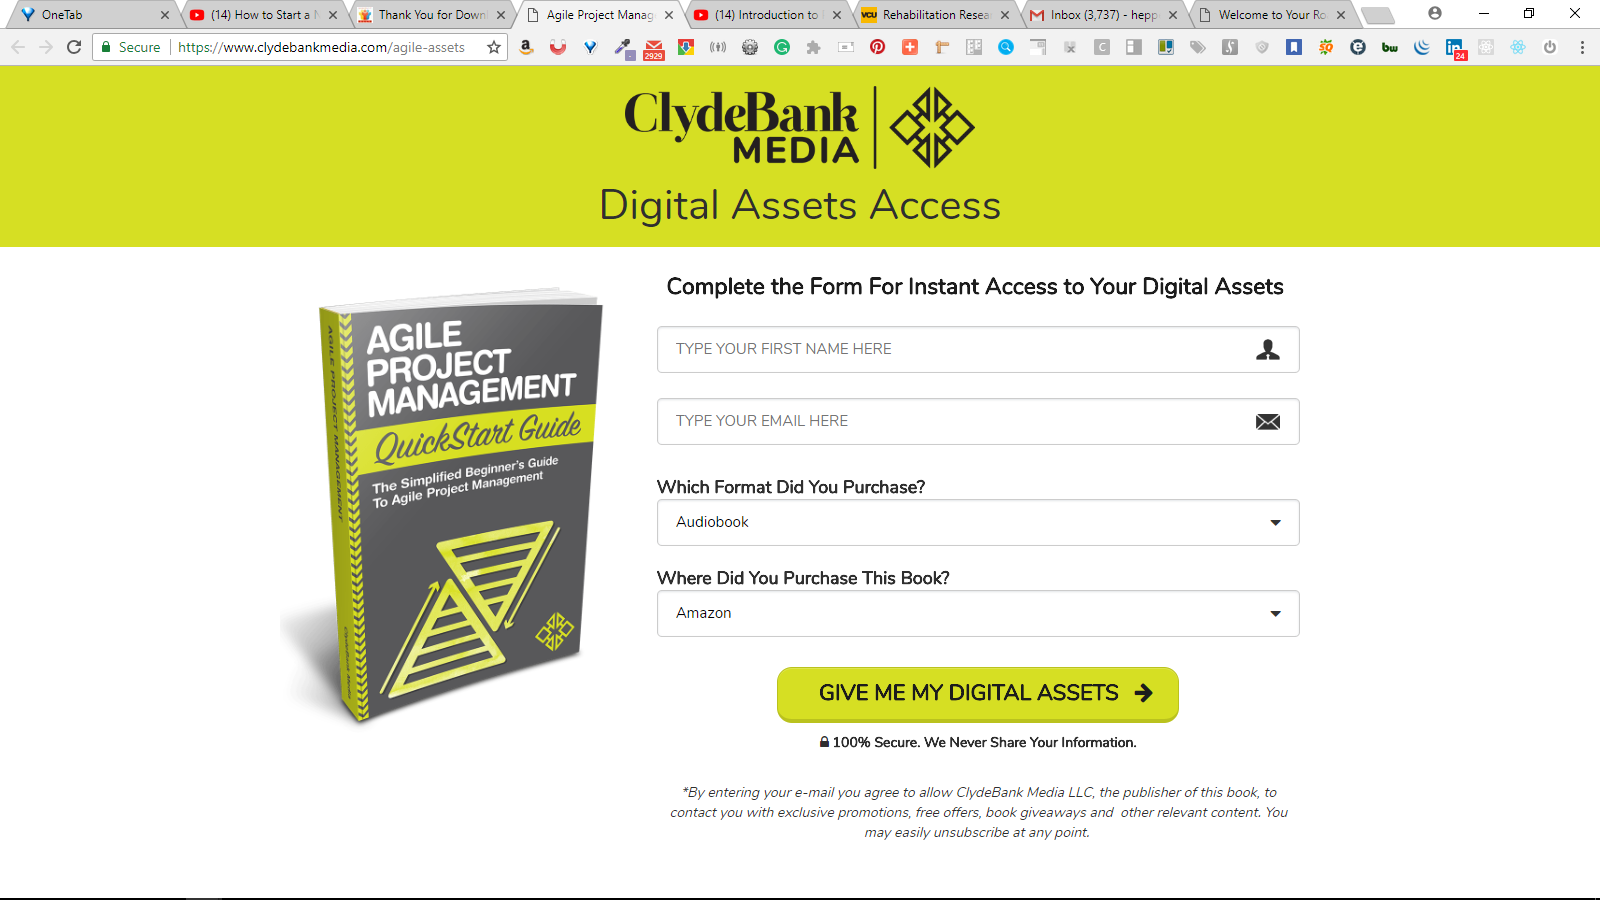 OneTab
(14) How to Start a N
Thank You for Downl
Agile Project Manag
(14) Introduction to
Rehabilitation Resea
Inbox (3,737) - hepp
Welcome to Your Ro
Secure
https://www.clydebankmedia.com/agile-assets
2929
24
ClydeBank
MEDIA
Digital Assets Access
AGILE PROJECT MANAGEMENT
AGILE
PROJECT
MANAGEMENT
QuickStart Guide
The Simplified Beginner's Guide
To Agile Project Management
ClydeBank Media
Complete the Form For Instant Access to Your Digital Assets
TYPE YOUR FIRST NAME HERE
TYPE YOUR EMAIL HERE
Which Format Did You Purchase?
Audiobook
Where Did You Purchase This Book?
Amazon
GIVE ME MY DIGITAL ASSETS
100% Secure. We Never Share Your Information.
*By entering your e-mail you agree to allow ClydeBank Media LLC, the publisher of this book, to
contact you with exclusive promotions, free offers, book giveaways and other relevant content. You
may easily unsubscribe at any point.